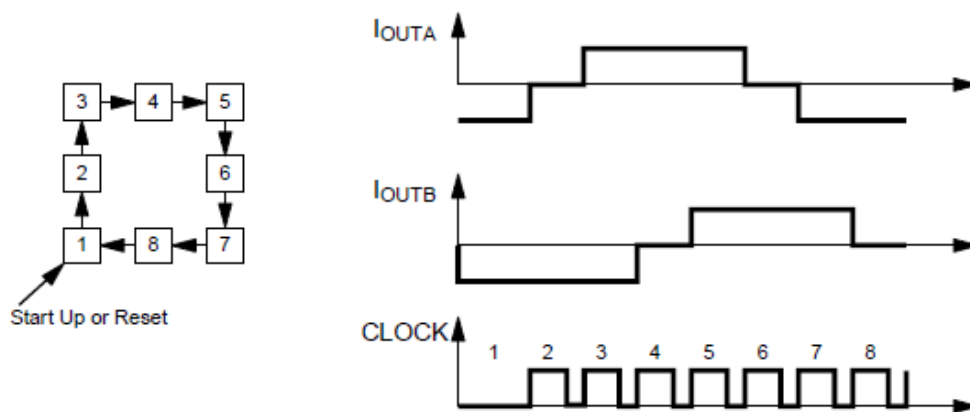 3 4 5
2 6
1 8 7
Start Up or Reset
IOUTA
IOUTB
CLOCK
1 2 3 4 5 6 7 8